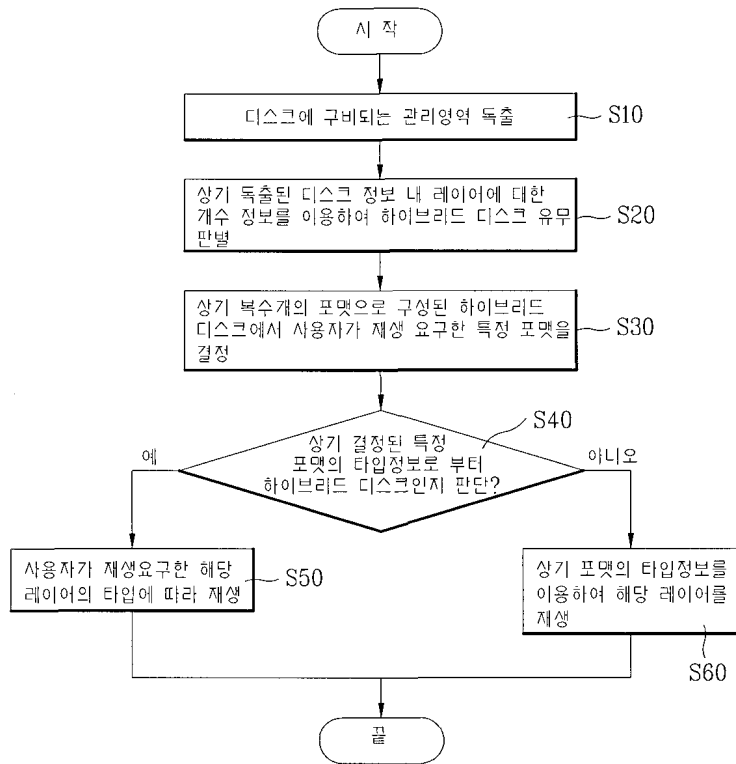 시 작
디스크에 구비되는 관리영역 독출
S10
상기 독출된 디스크 정보 내 레이어에 대한
개수 정보를 이용하여 하이브리드 디스크 유무
판별
S20
상기 복수개의 포맷으로 구성된 하이브리드
디스크에서 사용자가 재생 요구한 특정 포맷을
결정
S30
상기 결정된 특정
포맷의 타입정보로 부터
하이브리드 디스크인지 판단?
S40
예
아니오
사용자가 재생요구한 해당
레이어의 타입에 따라 재생
S50
상기 포맷의 타입정보를
이용하여 해당 레이어를
재생
S60
끝